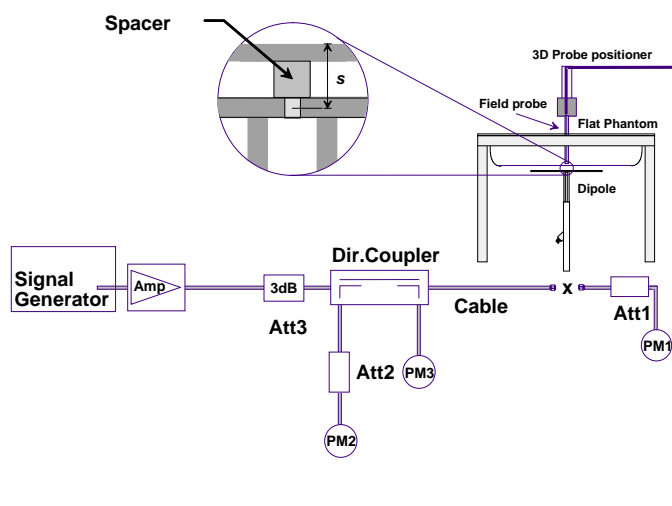 Spacer
s
3D Probe positioner
Field probe
Flat Phantom
Dipole
Dir.Coupler
Signal
Generator
Amp
3dB
Cable
x
Att3
Att1
Att2
PM3
PM1
PM2